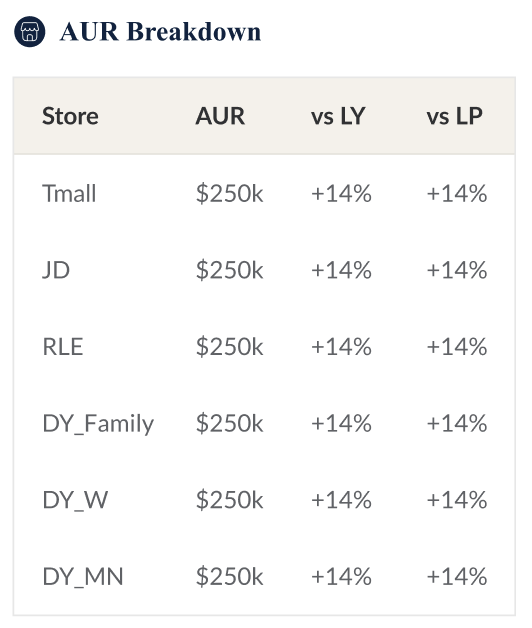 AUR Breakdown
Store AUR vs LY vs LP
Tmall $250k +14% +14%
JD $250k +14% +14%
RLE $250k +14% +14%
DY_Family $250k +14% +14%
DY_W $250k +14% +14%
DY_MN $250k +14% +14%